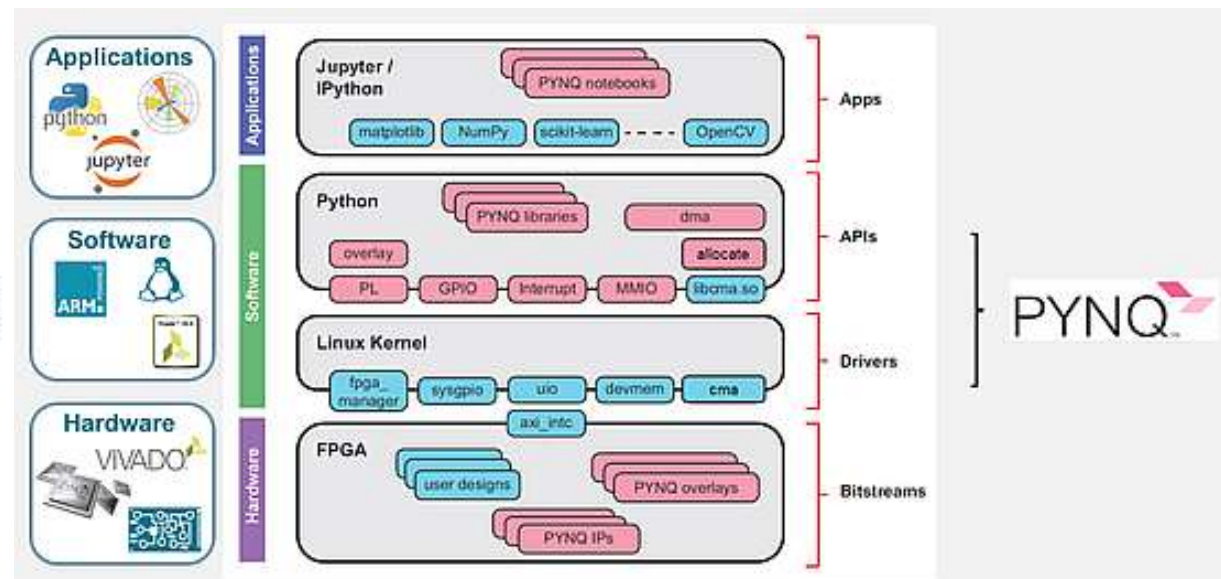 Applications
python
jupyter
Software
ARM
Hardware
VIVADO
Applications
Software
Hardware
Jupyter /
IPython
PYNQ notebooks
matplotlib
NumPy
scikit-learn
OpenCV
Apps
Python
PYNQ libraries
dma
overlay
allocate
PL
GPIO
Interrupt
MMIO
libcma.so
APIs
Linux Kernel
fpga_
manager
sysgpio
uio
devmem
cma
Drivers
axi_intc
FPGA
user designs
PYNQ overlays
PYNQ IPs
Bitstreams
PYNQ